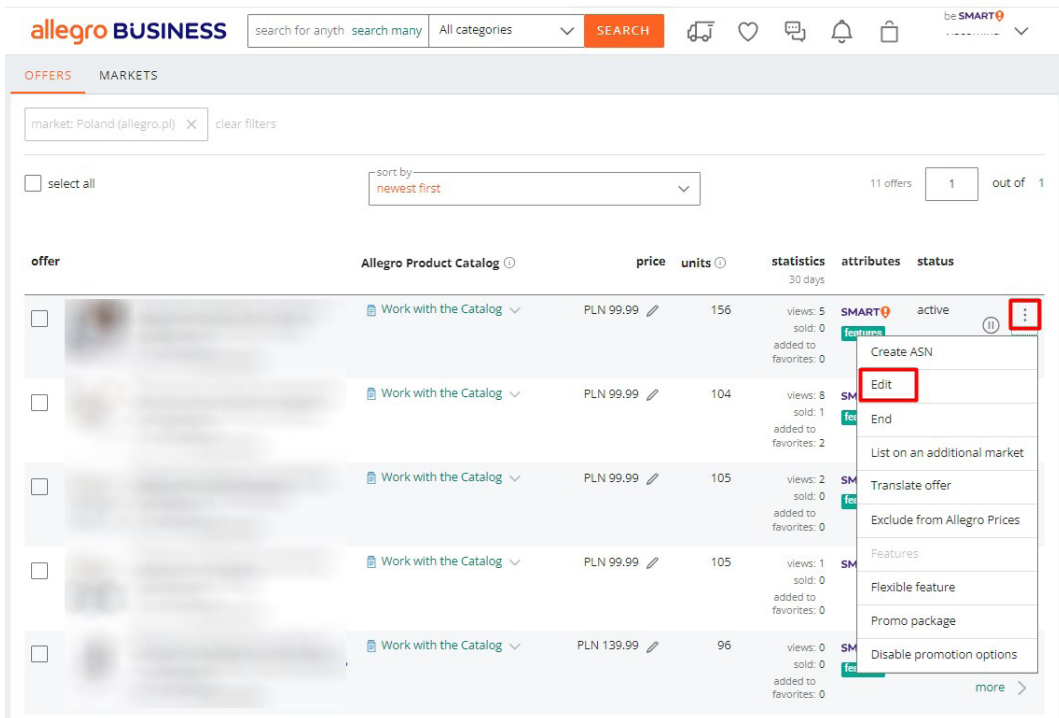 allegro BUSINESS
search for anyth search many All categories SEARCH
be SMART!
OFFERS MARKETS
market: Poland (allegro.pl) clear filters
select all
sort by
newest first
11 offers 1 out of 1
offer Allegro Product Catalog price units statistics attributes status
30 days
Work with the Catalog PLN 99.99 156 views: 5 SMART! active
sold: 0 features
added to
favorites: 0
Create ASN
Edit
End
List on an additional market
Translate offer
Exclude from Allegro Prices
Features
Flexible feature
Promo package
Disable promotion options
Work with the Catalog PLN 99.99 104 views: 8 SM
sold: 1 fea
added to
favorites: 2
Work with the Catalog PLN 99.99 105 views: 2 SM
sold: 0 fea
added to
favorites: 0
Work with the Catalog PLN 99.99 105 views: 1 SM
sold: 0
added to
favorites: 0
Work with the Catalog PLN 139.99 96 views: 0 SM
sold: 0 fea
added to
favorites: 0
more